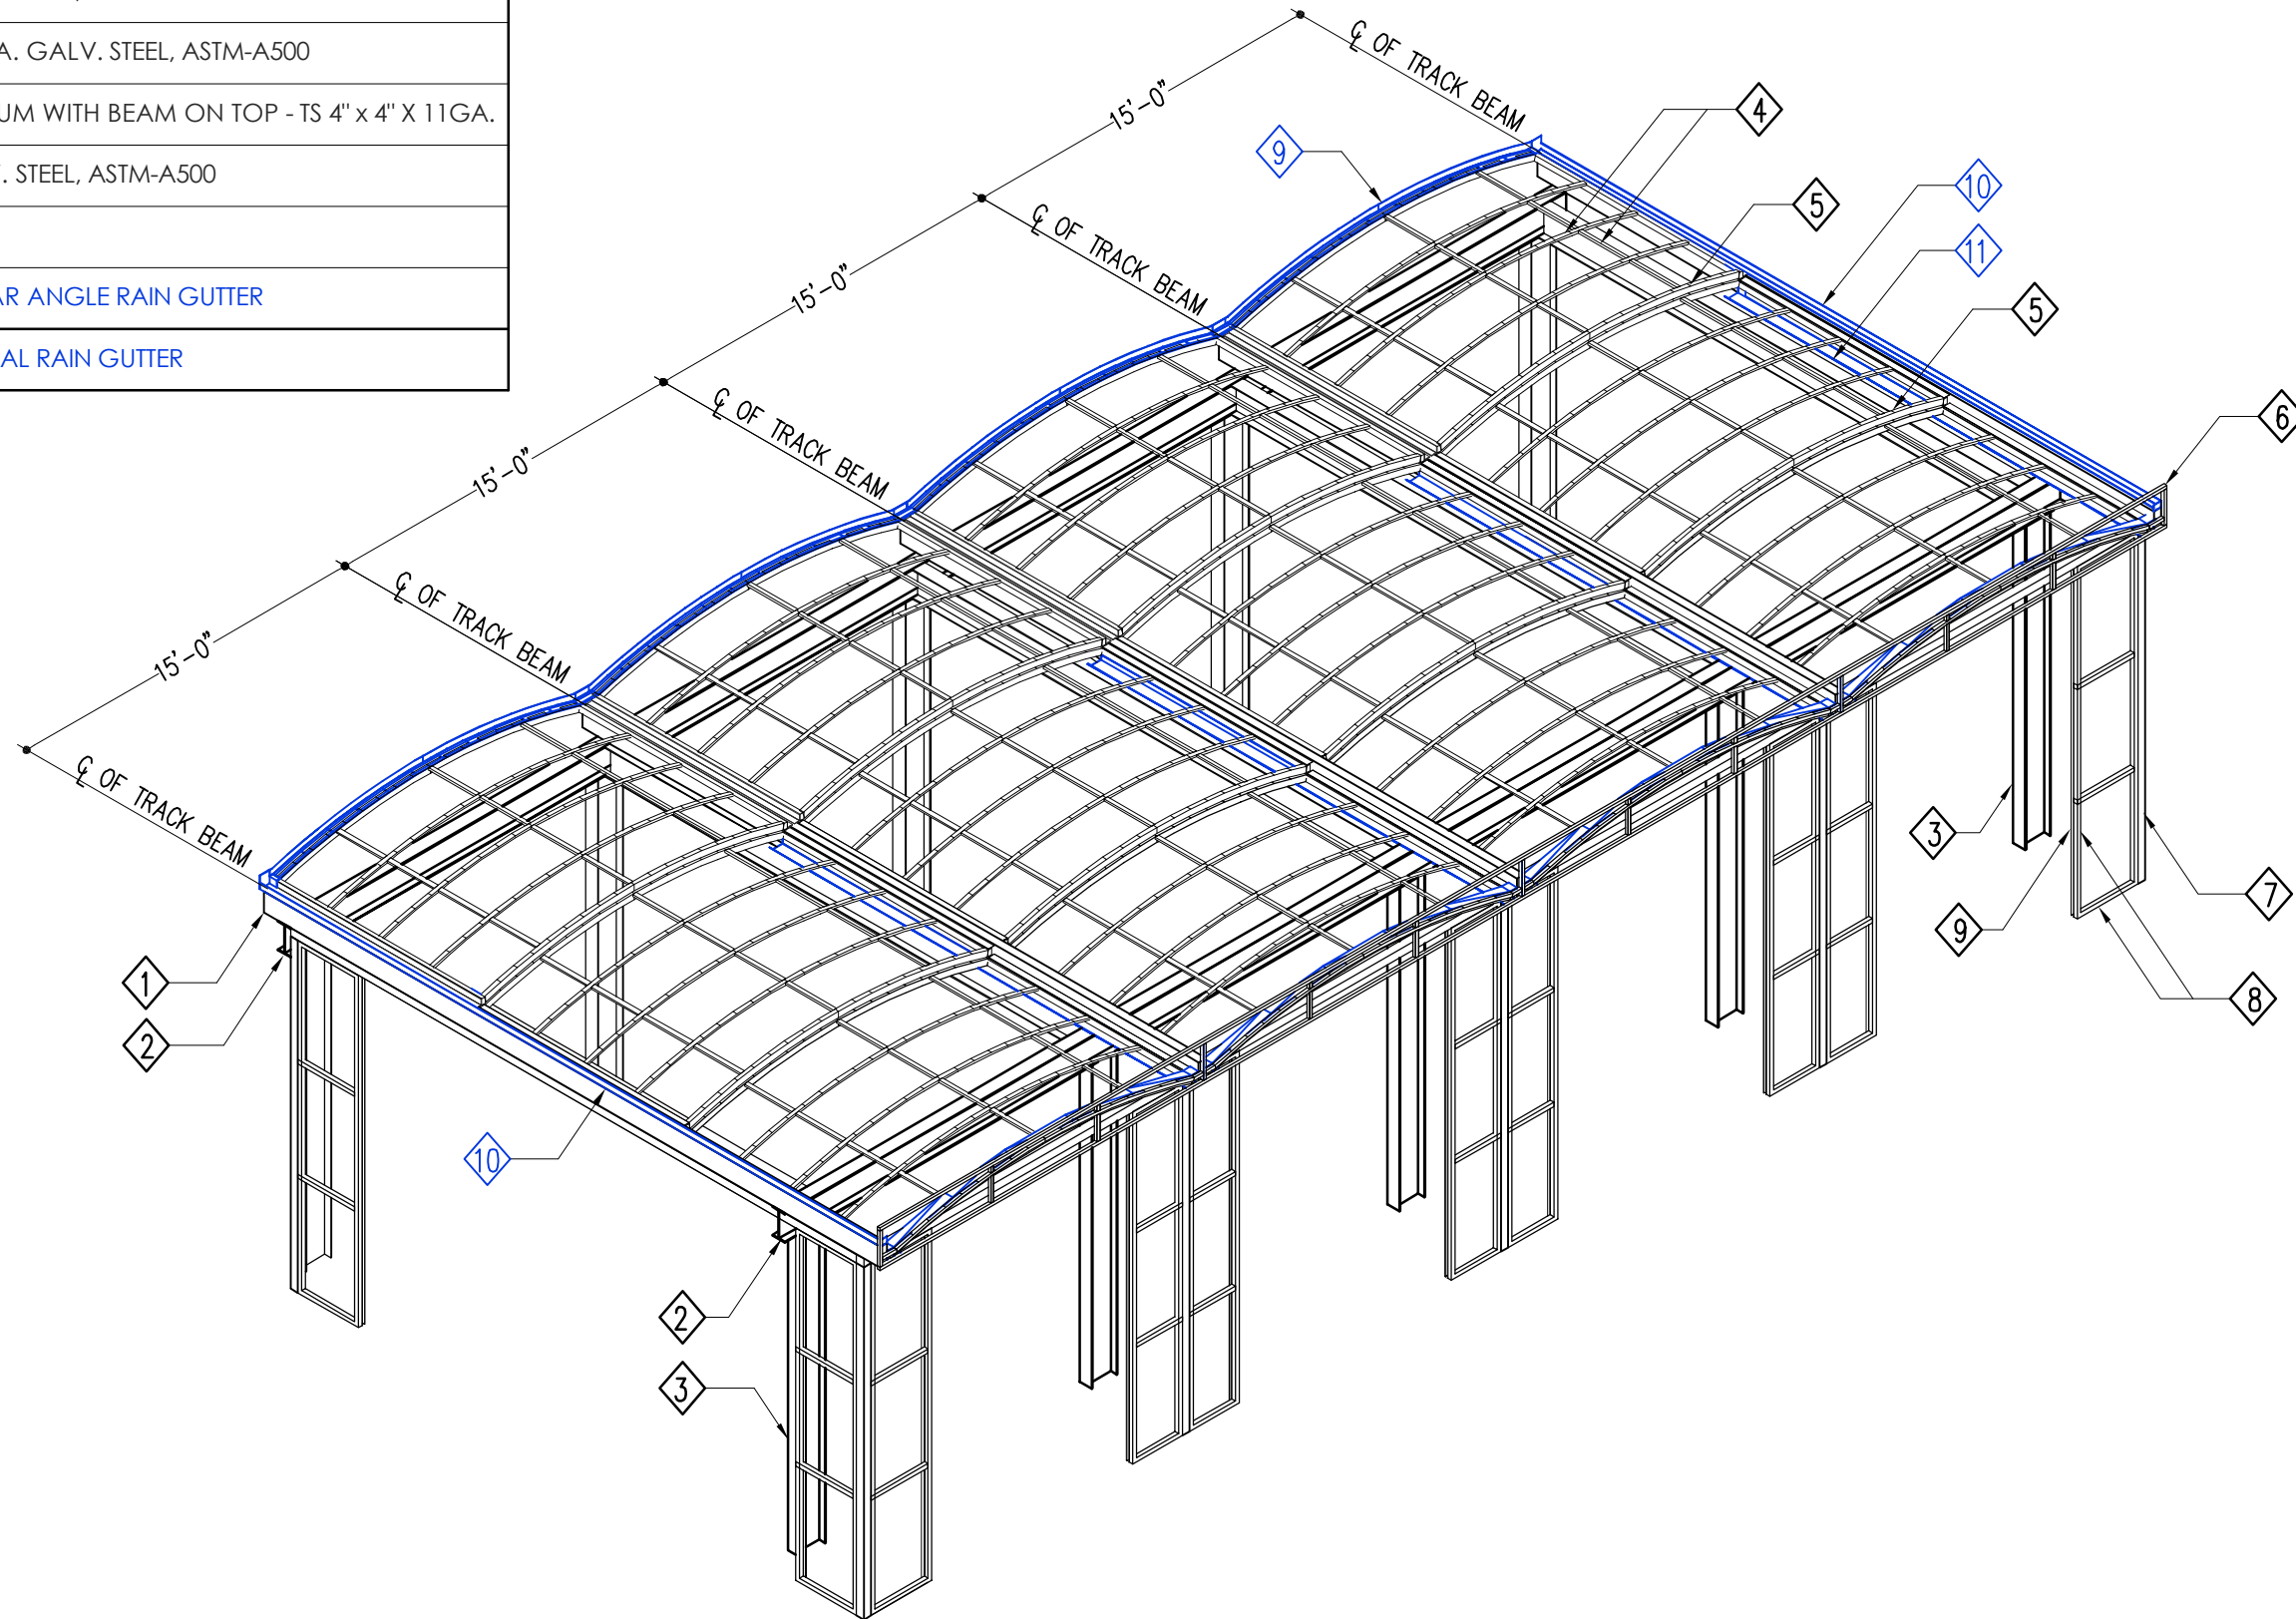 A. GALV. STEEL, ASTM-A500
UM WITH BEAM ON TOP - TS 4" x 4" X 11GA.
. STEEL, ASTM-A500
AR ANGLE RAIN GUTTER
AL RAIN GUTTER
℄ OF TRACK BEAM
15'-0"
4
9
10
5
℄ OF TRACK BEAM
11
15'-0"
5
℄ OF TRACK BEAM
6
15'-0"
℄ OF TRACK BEAM
15'-0"
℄ OF TRACK BEAM
3
7
9
1
8
2
10
2
3